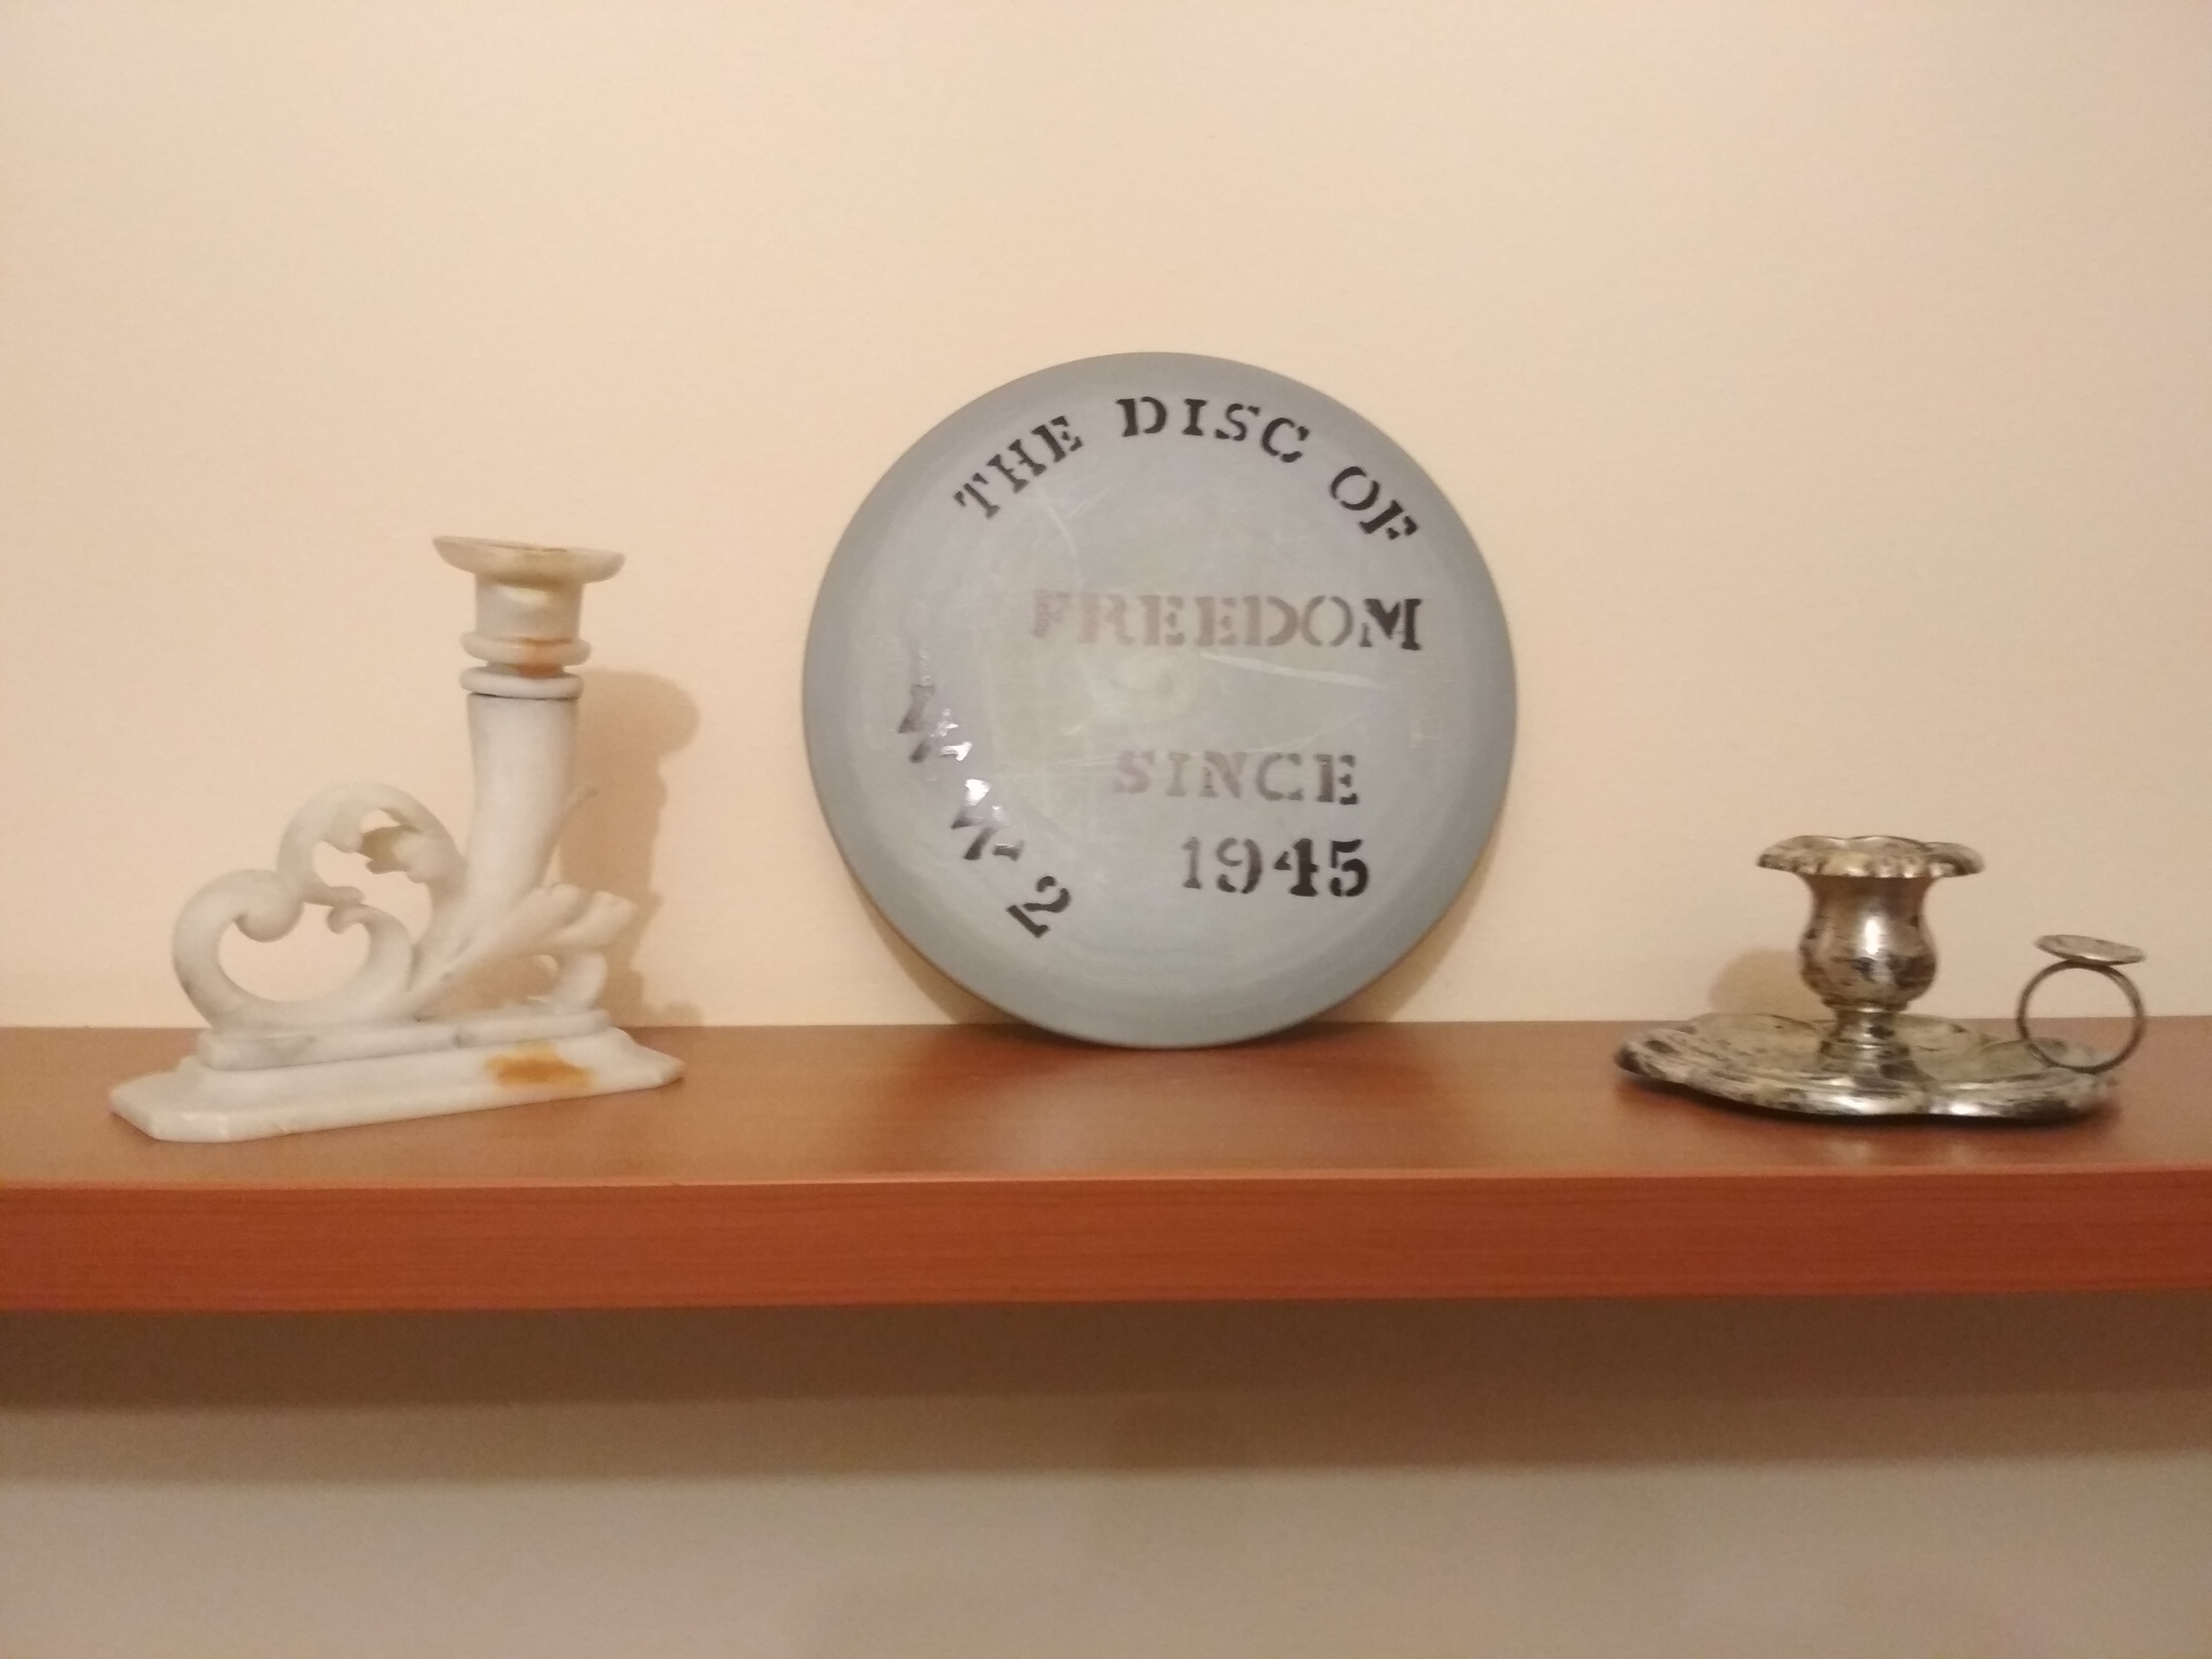 THE DISC OF
FREEDOM
SINCE
1945
WW2